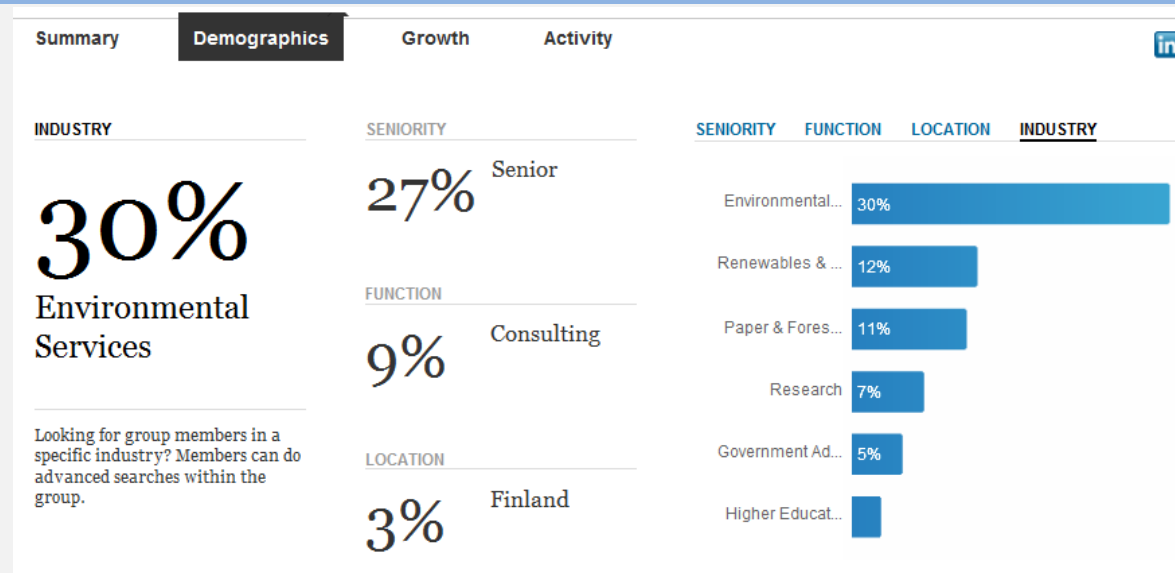 Summary Demographics Growth Activity
in
INDUSTRY
30%
Environmental
Services
Looking for group members in a
specific industry? Members can do
advanced searches within the
group.
SENIORITY
27% Senior
FUNCTION
9% Consulting
LOCATION
3% Finland
SENIORITY FUNCTION LOCATION INDUSTRY
Environmental... 30%
Renewables & ... 12%
Paper & Fores... 11%
Research 7%
Government Ad... 5%
Higher Educat...